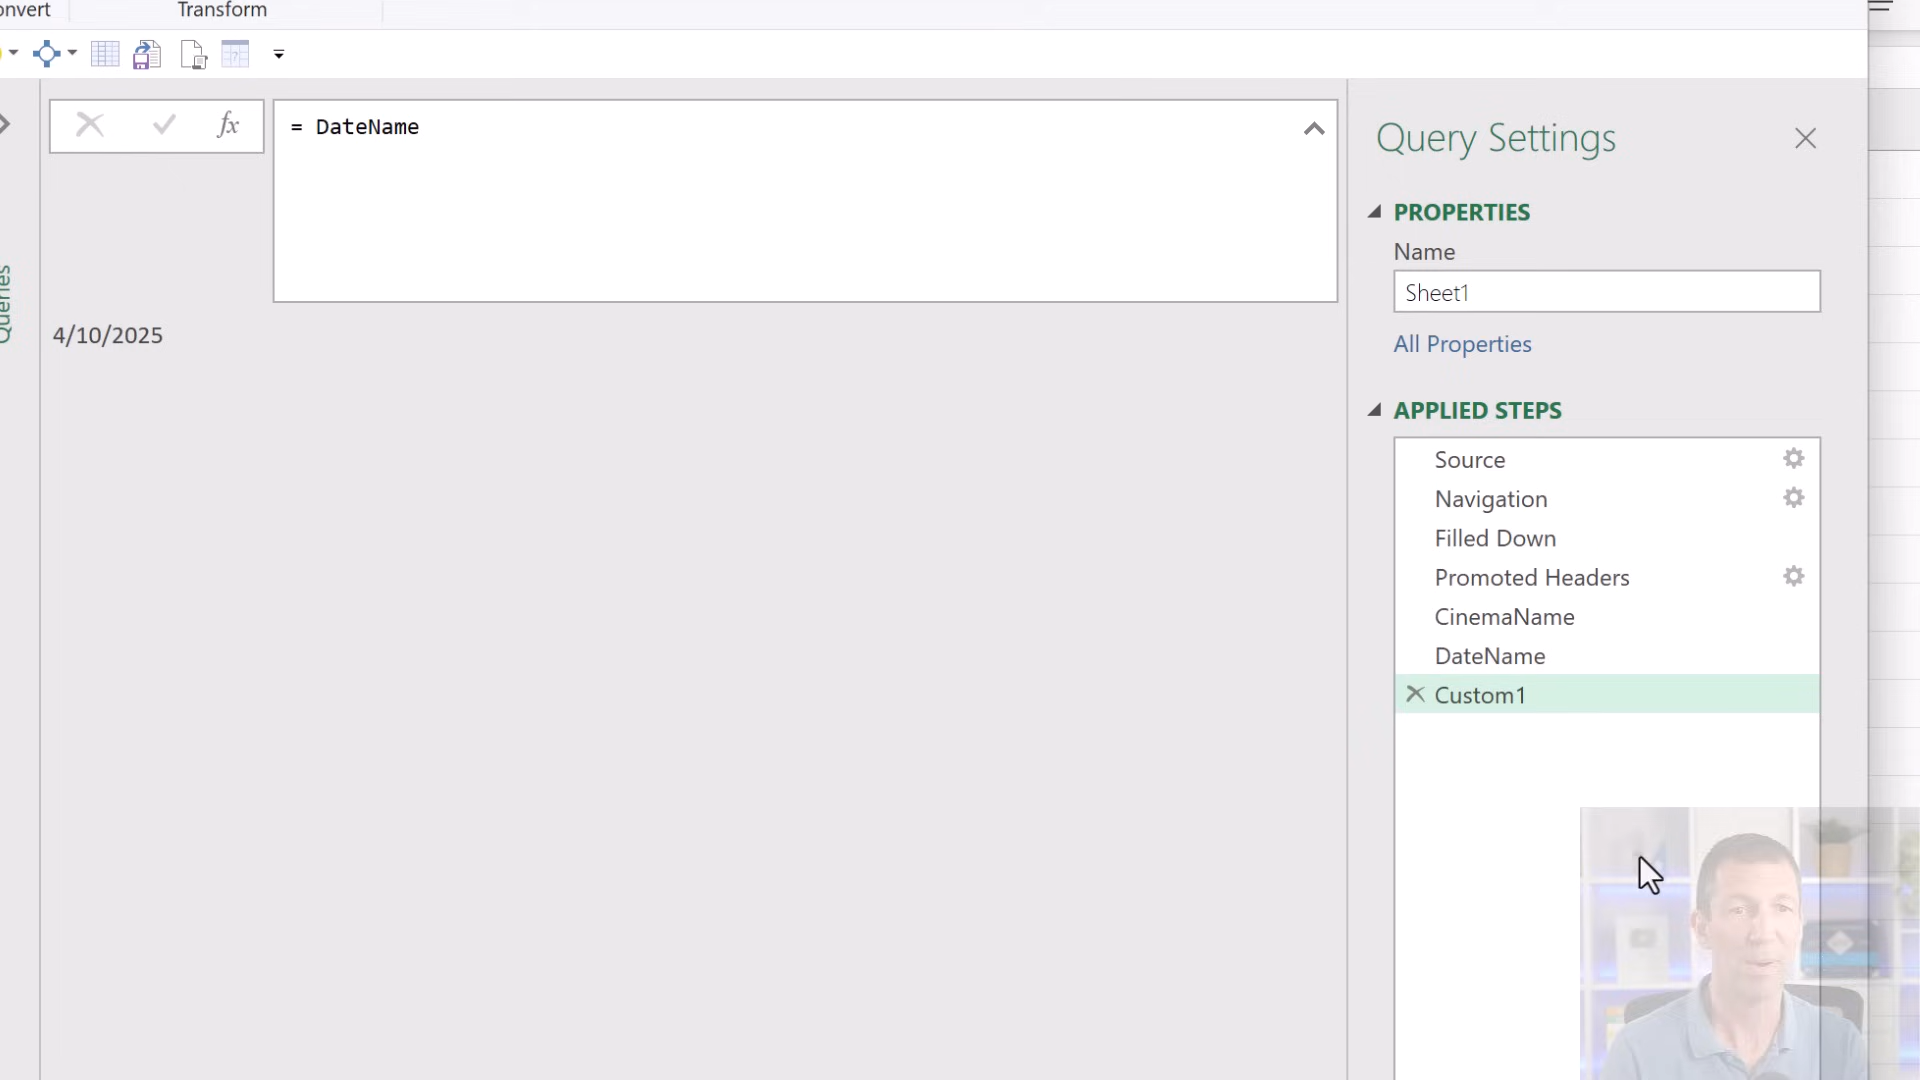 Transform
fx
= DateName
Queries
4/10/2025
Query Settings
PROPERTIES
Name
Sheet1
All Properties
APPLIED STEPS
Source
Navigation
Filled Down
Promoted Headers
CinemaName
DateName
Custom1